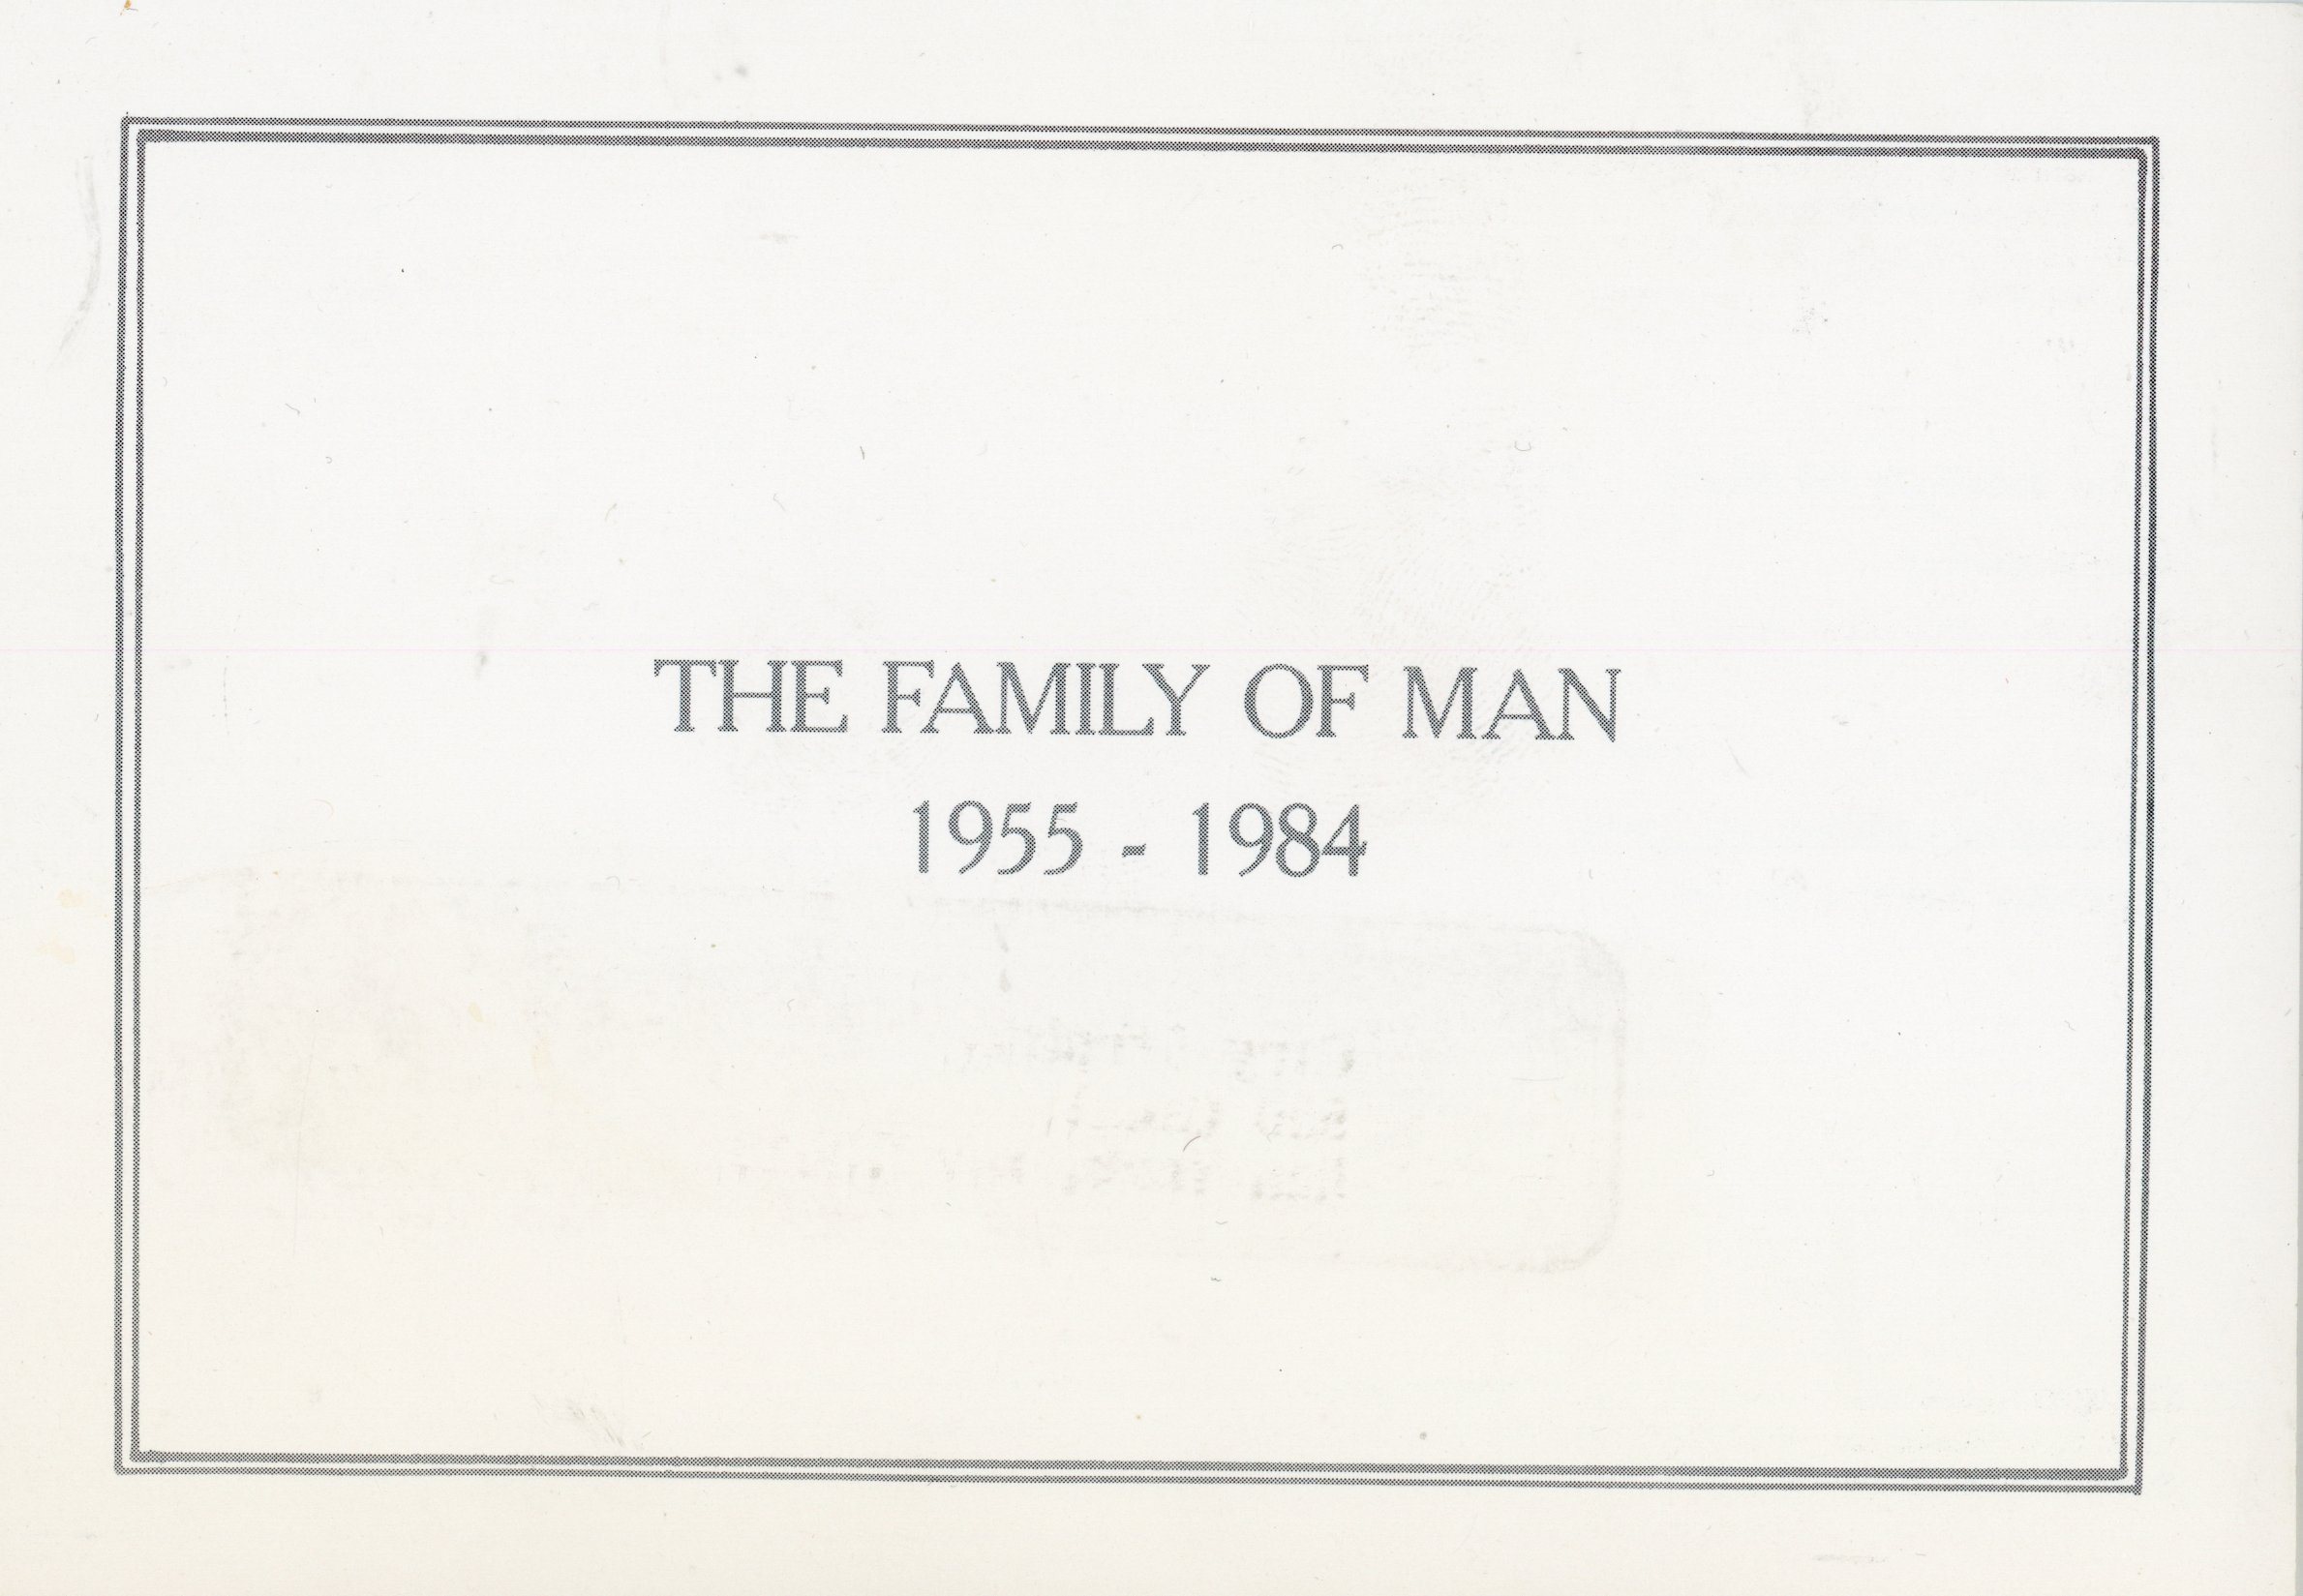 THE FAMILY OF MAN
1955 - 1984